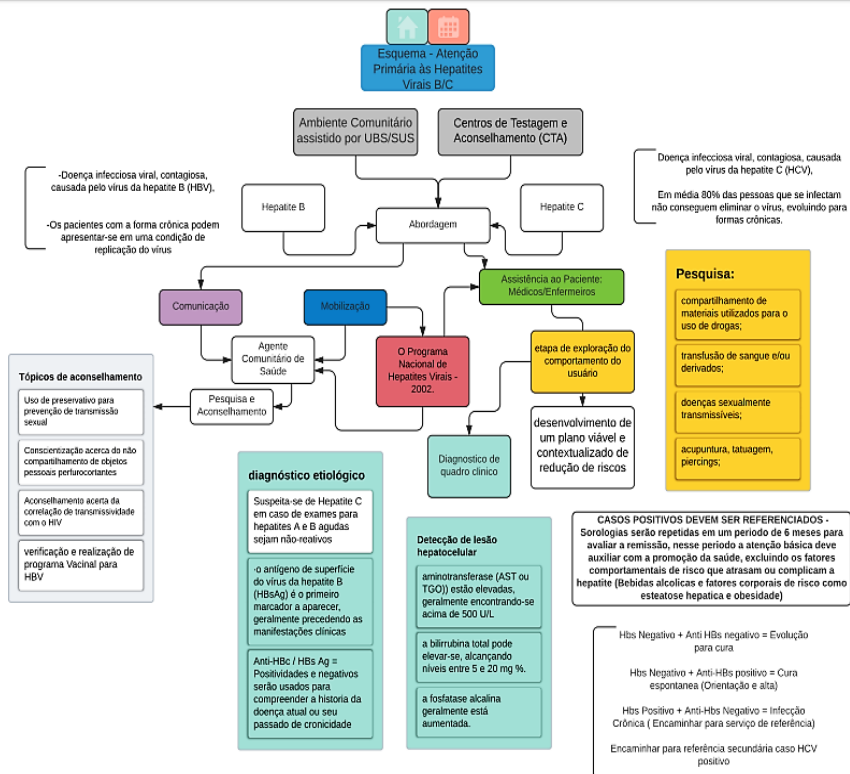 Esquema - Atenção
Primária às Hepatites
Virais B/C
Ambiente Comunitário
assistido por UBS/SUS
Centros de Testagem e
Aconselhamento (CTA)
-Doença infecciosa viral, contagiosa,
causada pelo vírus da hepatite B (HBV),
-Os pacientes com a forma crônica podem
apresentar-se em uma condição de
replicação do vírus
Hepatite B
Abordagem
Hepatite C
Doença infecciosa viral, contagiosa, causada
pelo vírus da hepatite C (HCV),
Em média 80% das pessoas que se infectam
não conseguem eliminar o vírus, evoluindo para
formas crônicas.
Comunicação
Mobilização
Assistência ao Paciente:
Médicos/Enfermeiros
Agente
Comunitário de
Saúde
O Programa
Nacional de
Hepatites Virais -
2002.
etapa de exploração do
comportamento do
usuário
Pesquisa e
Aconselhamento
Diagnostico de
quadro clinico
desenvolvimento de
um plano viável e
contextualizado de
redução de riscos
Pesquisa:
compartilhamento de
materiais utilizados para o
uso de drogas;
transfusão de sangue e/ou
derivados;
doenças sexualmente
transmissíveis;
acupuntura, tatuagem,
piercings;
Tópicos de aconselhamento
Uso de preservativo para
prevenção de transmissão
sexual
Conscientização acerca do não
compartilhamento de objetos
pessoais perfurocortantes
Aconselhamento acerta da
correlação de transmissividade
com o HIV
verificação e realização de
programa Vacinal para
HBV
diagnóstico etiológico
Suspeita-se de Hepatite C
em caso de exames para
hepatites A e B agudas
sejam não-reativos
·o antígeno de superfície
do vírus da hepatite B
(HBsAg) é o primeiro
marcador a aparecer,
geralmente precedendo as
manifestações clínicas
Anti-HBc / HBs Ag =
Positividades e negativos
serão usados para
compreender a historia da
doença atual ou seu
passado de cronicidade
Detecção de lesão
hepatocelular
aminotransferase (AST ou
TGO)) estão elevadas,
geralmente encontrando-se
acima de 500 U/L
a bilirrubina total pode
elevar-se, alcançando
níveis entre 5 e 20 mg %.
a fosfatase alcalina
geralmente está
aumentada.
CASOS POSITIVOS DEVEM SER REFERENCIADOS -
Sorologias serão repetidas em um periodo de 6 meses para
avaliar a remissão, nesse periodo a atenção básica deve
auxiliar com a promoção da saúde, excluindo os fatores
comportamentais de risco que atrasam ou complicam a
hepatite (Bebidas alcolicas e fatores corporais de risco como
esteatose hepatica e obesidade)
Hbs Negativo + Anti HBs negativo = Evolução
para cura
Hbs Negativo + Anti-HBs positivo = Cura
espontanea (Orientação e alta)
Hbs Positivo + Anti-Hbs Negativo = Infecção
Crônica ( Encaminhar para serviço de referência)
Encaminhar para referência secundária caso HCV
positivo